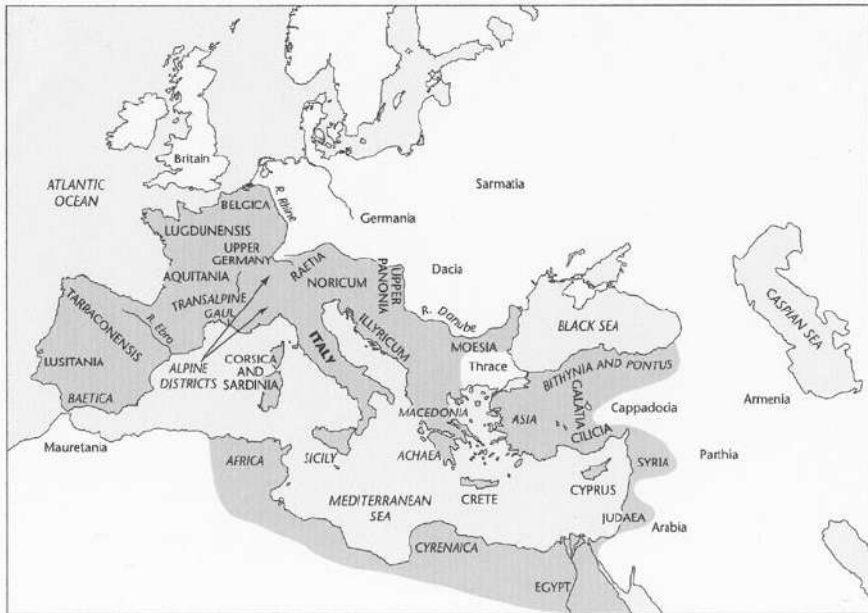 Britain
ATLANTIC
OCEAN
BELGICA
R. Rhine
Germania
Sarmatia
LUGDUNENSIS
UPPER
GERMANY
AQUITANIA
RAETIA
NORICUM
UPPER
PANONIA
Dacia
TRANSALPINE
GAUL
TARRACONENSIS
R. Ebro
LUSITANIA
BAETICA
ALPINE
DISTRICTS
CORSICA
AND
SARDINIA
ITALY
ILLYRICUM
R. Danube
MOESIA
Thrace
BLACK SEA
CASPIAN SEA
BITHYNIA AND PONTUS
GALATIA
Cappadocia
Armenia
MACEDONIA
ASIA
CILICIA
Mauretania
AFRICA
SICILY
ACHAEA
SYRIA
Parthia
MEDITERRANEAN
SEA
CRETE
CYPRUS
JUDAEA
Arabia
CYRENAICA
EGYPT